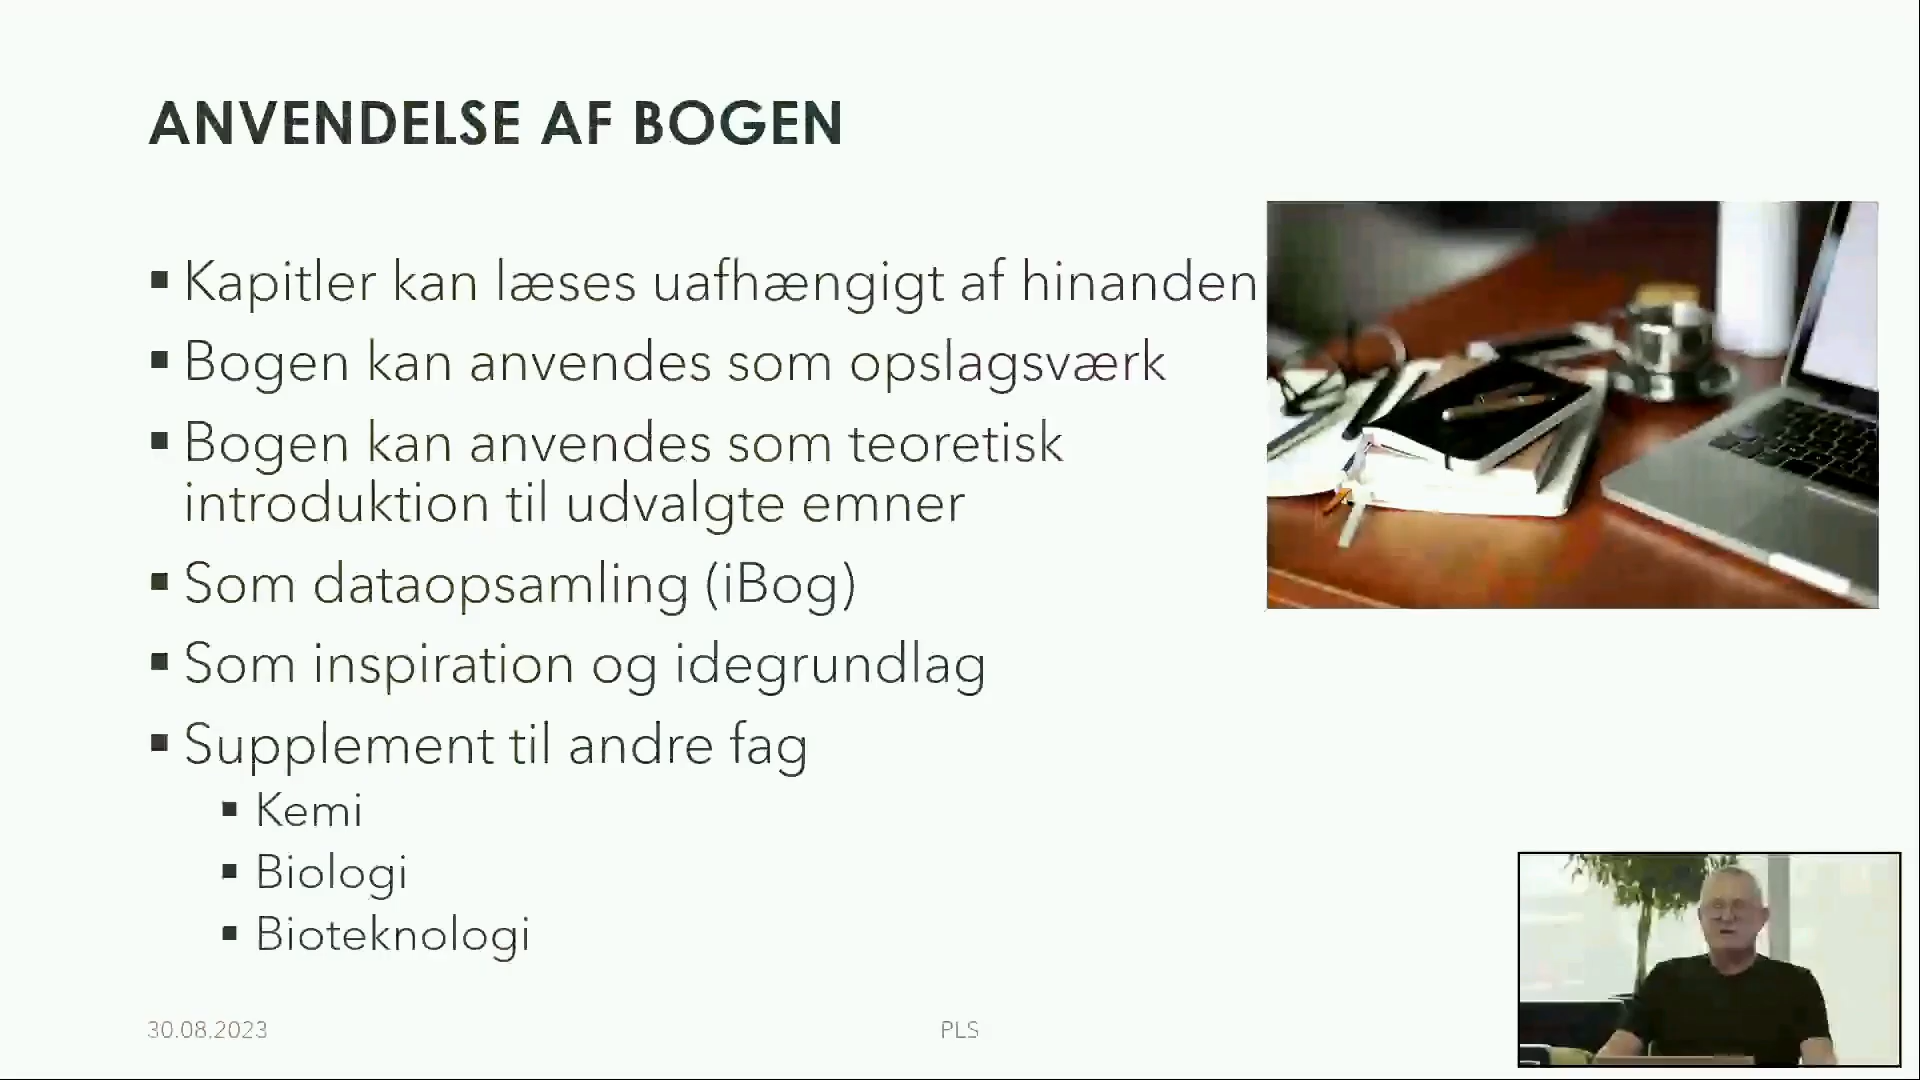 ANVENDELSE AF BOGEN
▪ Kapitler kan læses uafhængigt af hinanden
▪ Bogen kan anvendes som opslagsværk
▪ Bogen kan anvendes som teoretisk
introduktion til udvalgte emner
▪ Som dataopsamling (iBog)
▪ Som inspiration og idegrundlag
▪ Supplement til andre fag
▪ Kemi
▪ Biologi
▪ Bioteknologi
30.08.2023
PLS